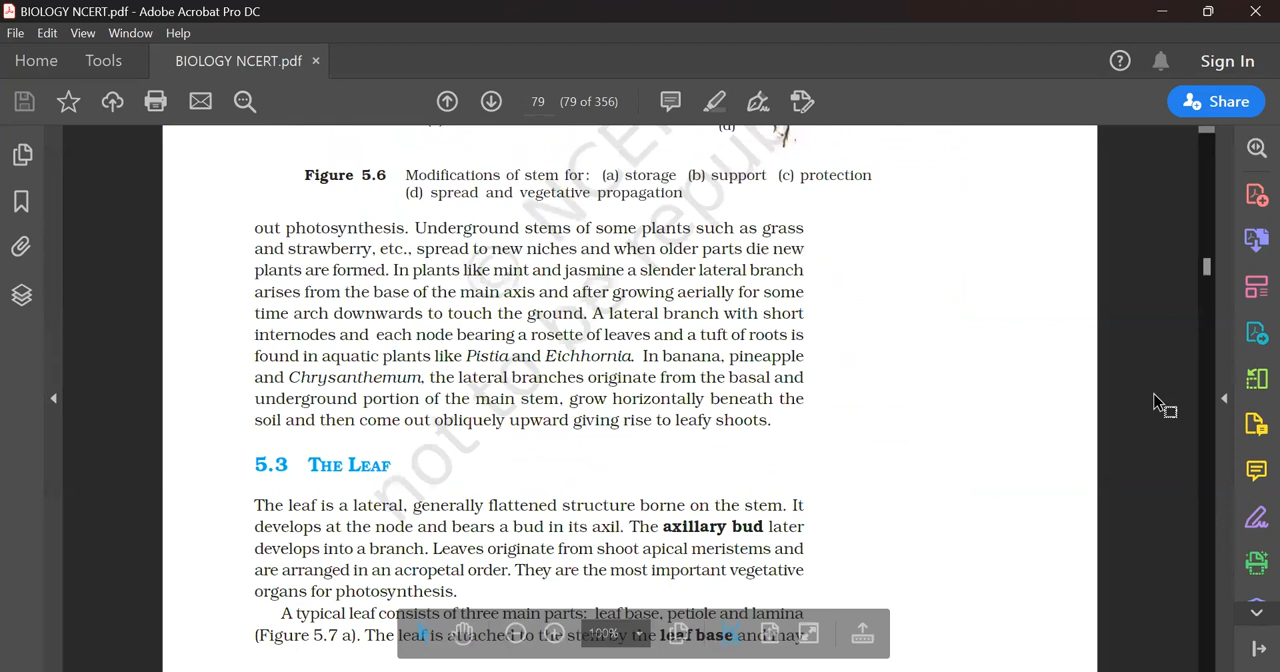 BIOLOGY NCERT.pdf - Adobe Acrobat Pro DC
File Edit View Window Help
Home Tools BIOLOGY NCERT.pdf × Sign In
79 (79 of 356) Share
(d)
Figure 5.6 Modifications of stem for: (a) storage (b) support (c) protection
(d) spread and vegetative propagation
out photosynthesis. Underground stems of some plants such as grass
and strawberry, etc., spread to new niches and when older parts die new
plants are formed. In plants like mint and jasmine a slender lateral branch
arises from the base of the main axis and after growing aerially for some
time arch downwards to touch the ground. A lateral branch with short
internodes and each node bearing a rosette of leaves and a tuft of roots is
found in aquatic plants like Pistia and Eichhornia. In banana, pineapple
and Chrysanthemum, the lateral branches originate from the basal and
underground portion of the main stem, grow horizontally beneath the
soil and then come out obliquely upward giving rise to leafy shoots.
5.3 THE LEAF
The leaf is a lateral, generally flattened structure borne on the stem. It
develops at the node and bears a bud in its axil. The axillary bud later
develops into a branch. Leaves originate from shoot apical meristems and
are arranged in an acropetal order. They are the most important vegetative
organs for photosynthesis.
A typical leaf consists of three main parts: leaf base, petiole and lamina
(Figure 5.7 a). The leaf is attached to the stem by the leaf base and may
100%
© NCE
not to be repub